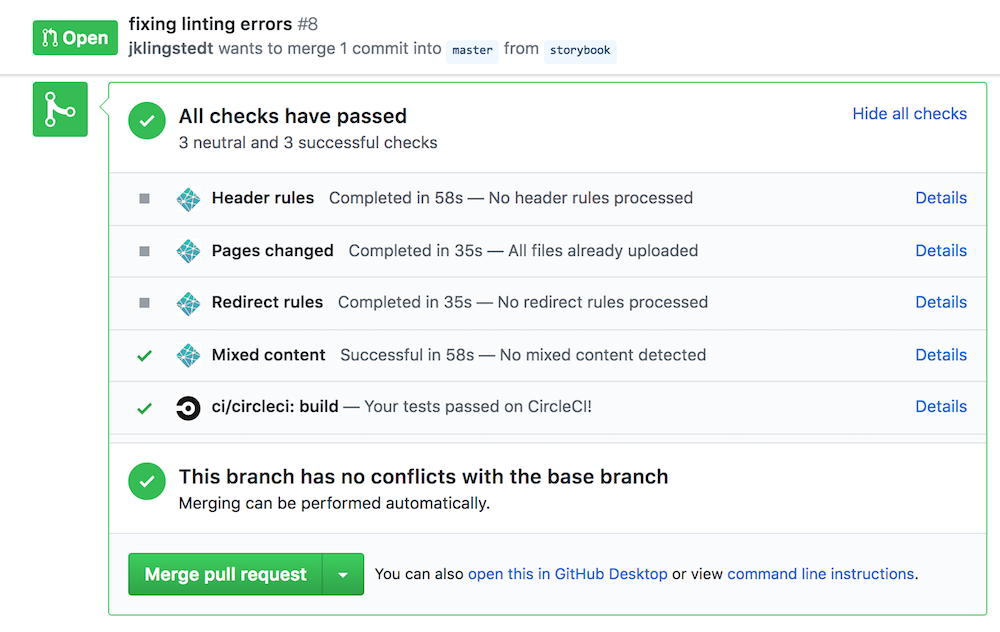 Open
fixing linting errors #8
jklingstedt wants to merge 1 commit into master from storybook
All checks have passed
Hide all checks
3 neutral and 3 successful checks
Header rules Completed in 58s — No header rules processed Details
Pages changed Completed in 35s — All files already uploaded Details
Redirect rules Completed in 35s — No redirect rules processed Details
Mixed content Successful in 58s — No mixed content detected Details
ci/circleci: build — Your tests passed on CircleCI! Details
This branch has no conflicts with the base branch
Merging can be performed automatically.
Merge pull request
You can also open this in GitHub Desktop or view command line instructions.